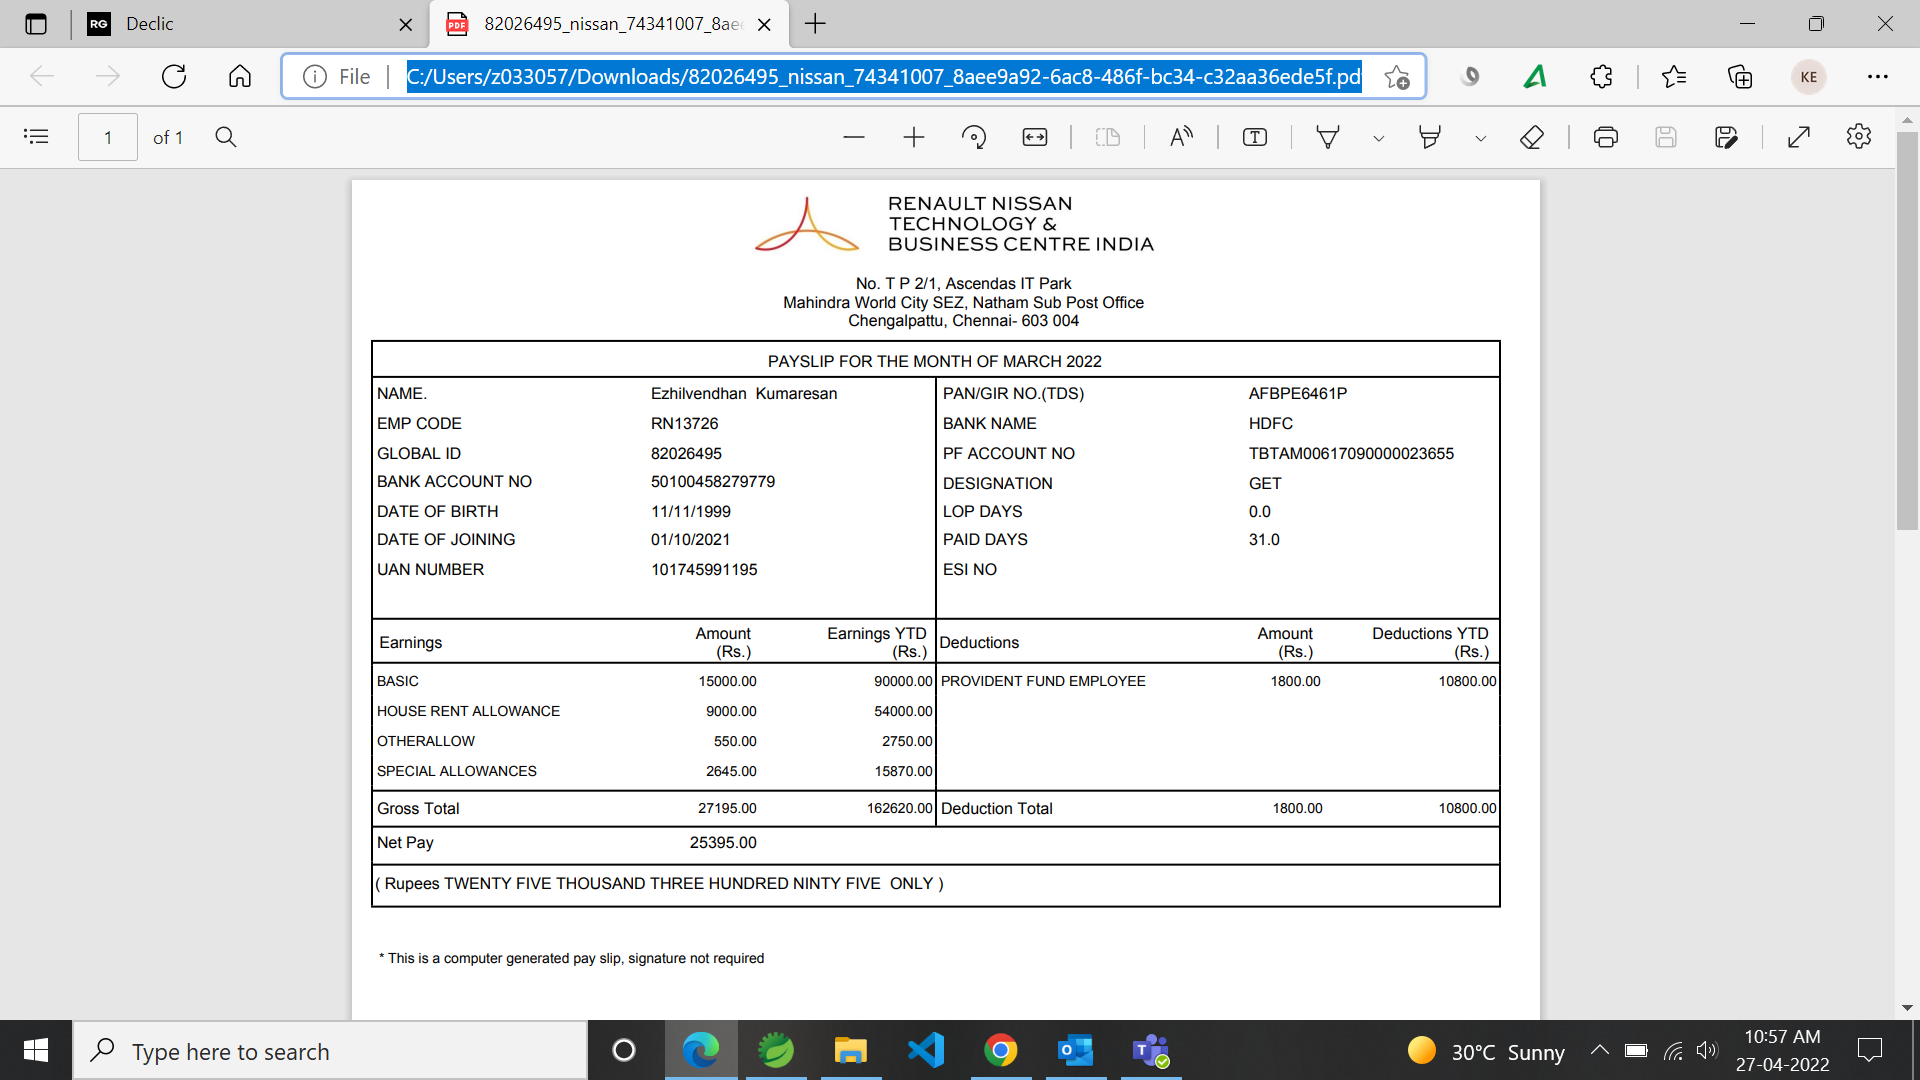 RG Declic
PDF 82026495_nissan_74341007_8aee
File C:/Users/z033057/Downloads/82026495_nissan_74341007_8aee9a92-6ac8-486f-bc34-c32aa36ede5f.pd
KE
1 of 1
RENAULT NISSAN
TECHNOLOGY &
BUSINESS CENTRE INDIA
No. T P 2/1, Ascendas IT Park
Mahindra World City SEZ, Natham Sub Post Office
Chengalpattu, Chennai- 603 004
PAYSLIP FOR THE MONTH OF MARCH 2022
NAME. Ezhilvendhan Kumaresan PAN/GIR NO.(TDS) AFBPE6461P
EMP CODE RN13726 BANK NAME HDFC
GLOBAL ID 82026495 PF ACCOUNT NO TBTAM00617090000023655
BANK ACCOUNT NO 50100458279779 DESIGNATION GET
DATE OF BIRTH 11/11/1999 LOP DAYS 0.0
DATE OF JOINING 01/10/2021 PAID DAYS 31.0
UAN NUMBER 101745991195 ESI NO
Earnings Amount (Rs.) Earnings YTD (Rs.) Deductions Amount (Rs.) Deductions YTD (Rs.)
BASIC 15000.00 90000.00 PROVIDENT FUND EMPLOYEE 1800.00 10800.00
HOUSE RENT ALLOWANCE 9000.00 54000.00
OTHERALLOW 550.00 2750.00
SPECIAL ALLOWANCES 2645.00 15870.00
Gross Total 27195.00 162620.00 Deduction Total 1800.00 10800.00
Net Pay 25395.00
( Rupees TWENTY FIVE THOUSAND THREE HUNDRED NINTY FIVE ONLY )
* This is a computer generated pay slip, signature not required
Type here to search
30°C Sunny
10:57 AM
27-04-2022